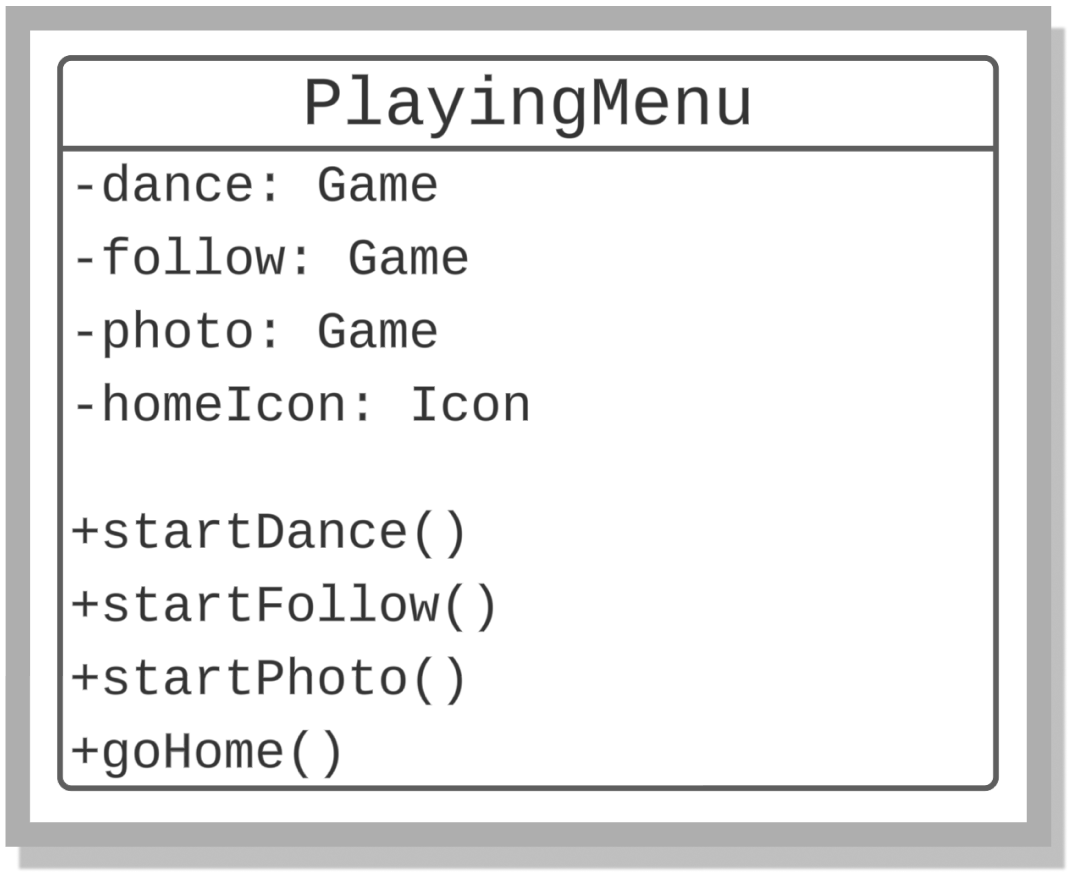 PlayingMenu
-dance: Game
-follow: Game
-photo: Game
-homeIcon: Icon
+startDance()
+startFollow()
+startPhoto()
+goHome()